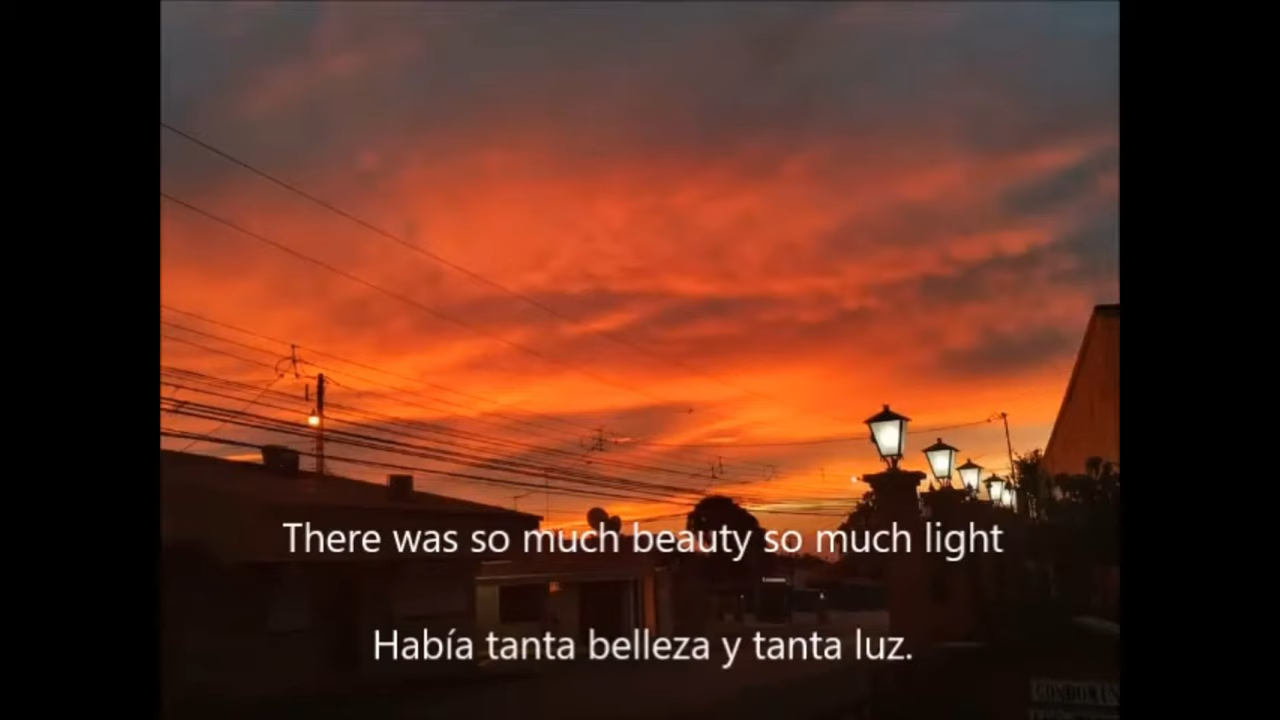 There was so much beauty so much light
Había tanta belleza y tanta luz.